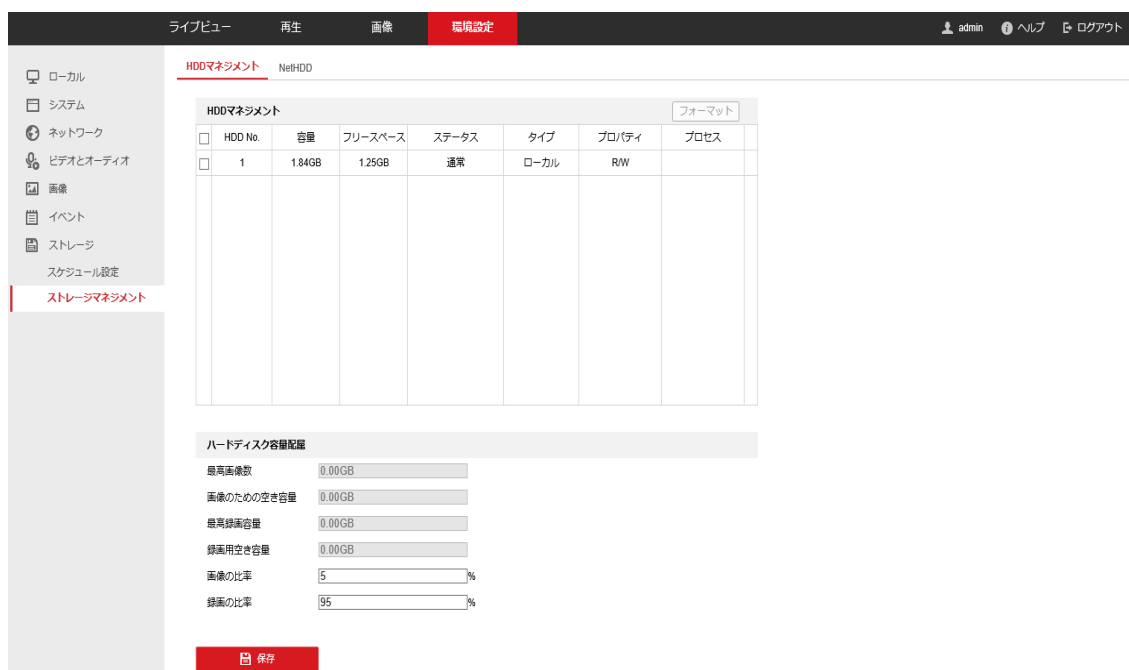 ライブビュー 再生 画像 環境設定 admin ヘルプ ログアウト
HDDマネジメント NetHDD
ローカル
システム
ネットワーク
ビデオとオーディオ
画像
イベント
ストレージ
スケジュール設定
ストレージマネジメント
HDDマネジメント フォーマット
HDD No. 容量 フリースペース ステータス タイプ プロパティ プロセス
1 1.84GB 1.25GB 通常 ローカル R/W
ハードディスク容量配属
最高画像数 0.00GB
画像のための空き容量 0.00GB
最高録画容量 0.00GB
録画用空き容量 0.00GB
画像の比率 5 %
録画の比率 95 %
保存